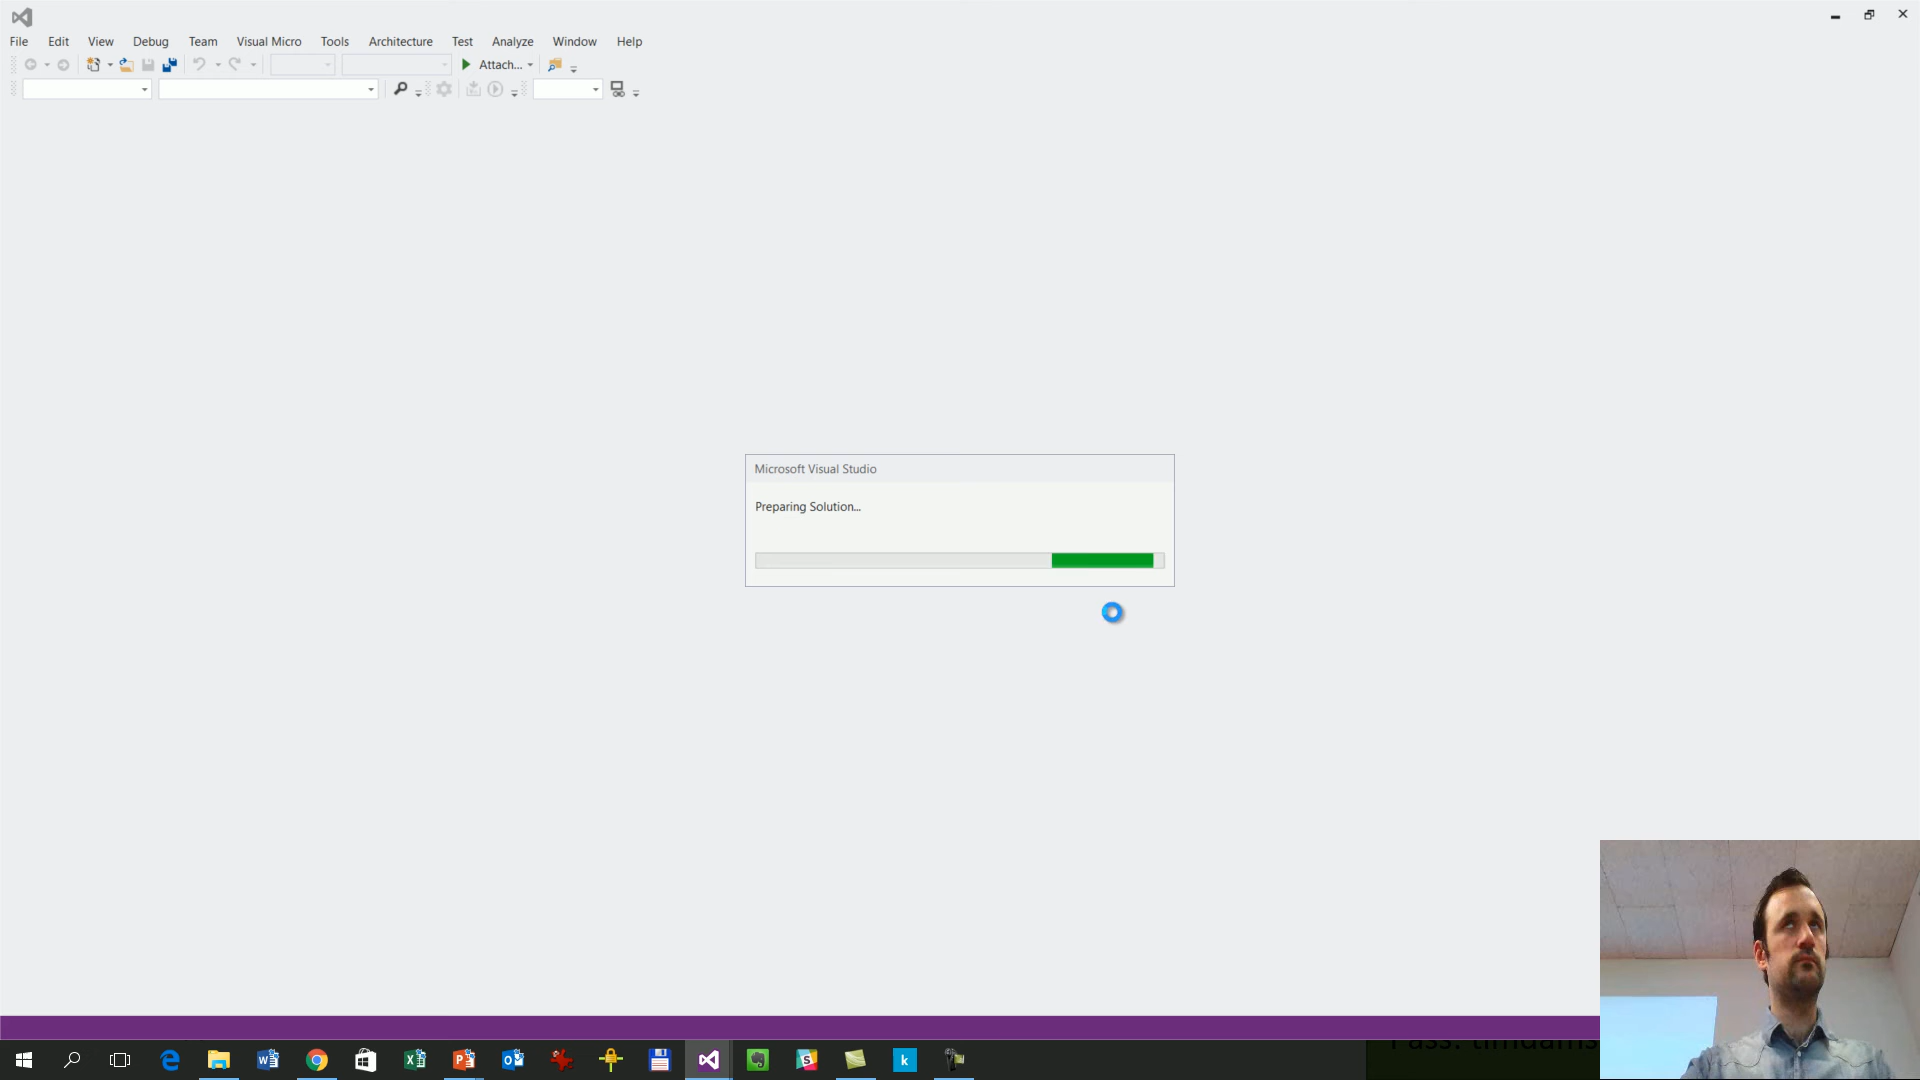 File Edit View Debug Team Visual Micro Tools Architecture Test Analyze Window Help
Attach...
Microsoft Visual Studio
Preparing Solution...